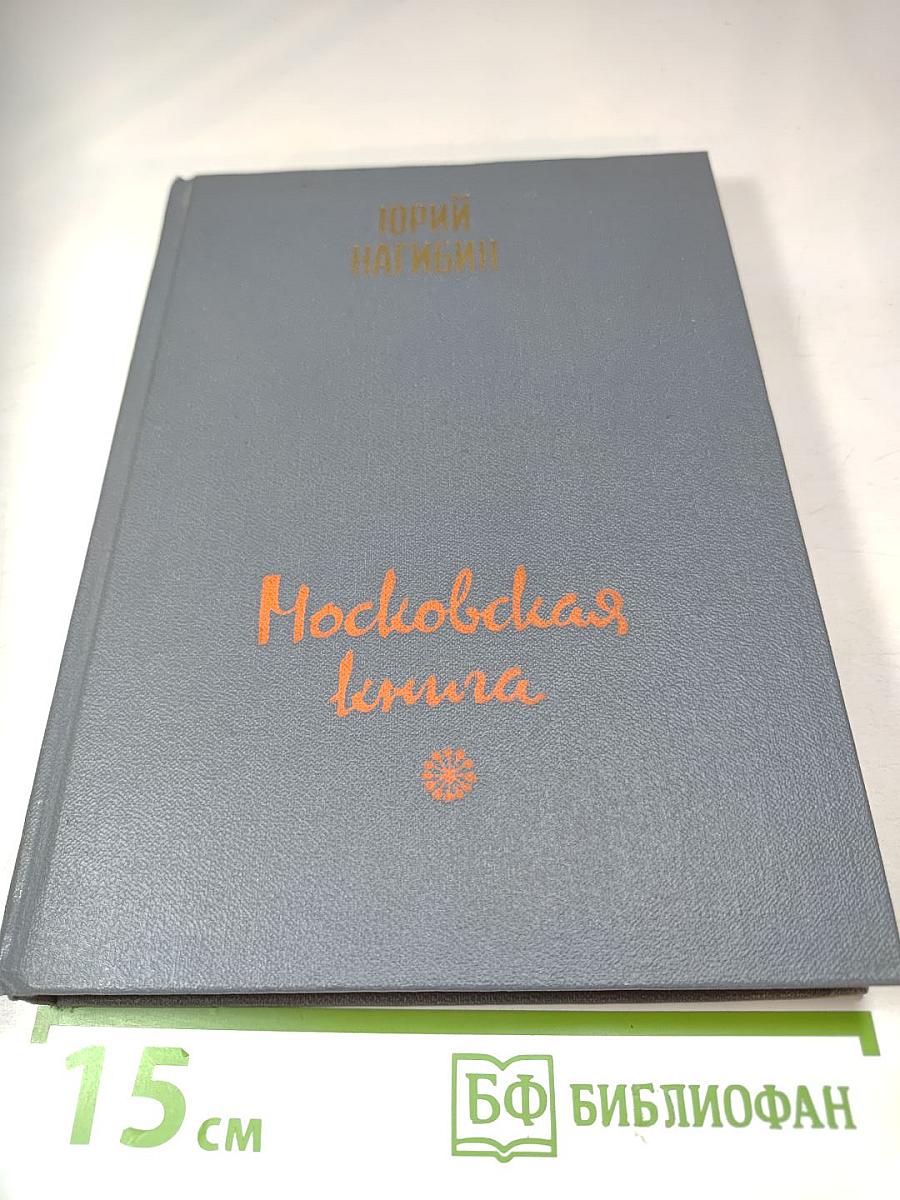 ЮРИЙ
НАГИБИН
Московская
книга
15 см
БФ БИБЛИОФАН